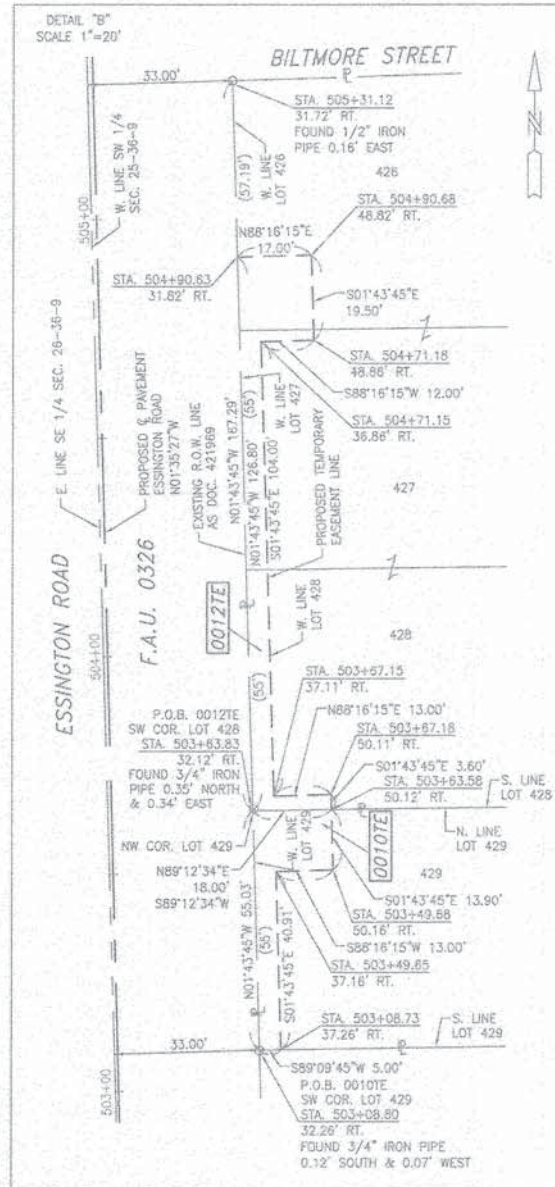 DETAIL "B"
SCALE 1"=20'
BILTMORE STREET
33.00'
STA. 505+31.12
31.72' RT.
FOUND 1/2" IRON
PIPE 0.16' EAST
W. LINE SW 1/4
SEC. 25-36-9
(57.19')
W. LINE
LOT 426
426
505+00
N88°16'15"E
17.00'
STA. 504+90.68
48.82' RT.
STA. 504+90.63
31.82' RT.
S01°43'45"E
19.50'
STA. 504+71.18
48.86' RT.
S88°16'15"W 12.00'
STA. 504+71.15
36.86' RT.
E. LINE SE 1/4 SEC. 26-36-9
PROPOSED ℄ PAVEMENT
ESSINGTON ROAD
N01°35'27"W
EXISTING R.O.W. LINE
AS DOC. 421969
N01°43'45"W 167.29'
(55')
N01°43'45"W 126.80'
S01°43'45"E 104.00'
W. LINE
LOT 427
PROPOSED TEMPORARY
EASEMENT LINE
427
ESSINGTON ROAD
F.A.U. 0326
504+00
0012TE
W. LINE
LOT 428
428
(55')
STA. 503+67.15
37.11' RT.
N88°16'15"E 13.00'
P.O.B. 0012TE
SW COR. LOT 428
STA. 503+63.83
32.12' RT.
FOUND 3/4" IRON
PIPE 0.35' NORTH
& 0.34' EAST
STA. 503+67.18
50.11' RT.
S01°43'45"E 3.60'
STA. 503+63.58
50.12' RT.
S. LINE
LOT 428
NW COR. LOT 429
N. LINE
LOT 429
N89°12'34"E
18.00'
S89°12'34"W
W. LINE
LOT 429
0010TE
429
S01°43'45"E 13.90'
STA. 503+49.68
50.16' RT.
S88°16'15"W 13.00'
STA. 503+49.65
37.16' RT.
N01°43'45"W 55.03'
(55')
S01°43'45"E 40.91'
STA. 503+08.73
37.26' RT.
S. LINE
LOT 429
33.00'
S89°09'45"W 5.00'
P.O.B. 0010TE
SW COR. LOT 429
STA. 503+08.80
32.26' RT.
FOUND 3/4" IRON PIPE
0.12' SOUTH & 0.07' WEST
503+00